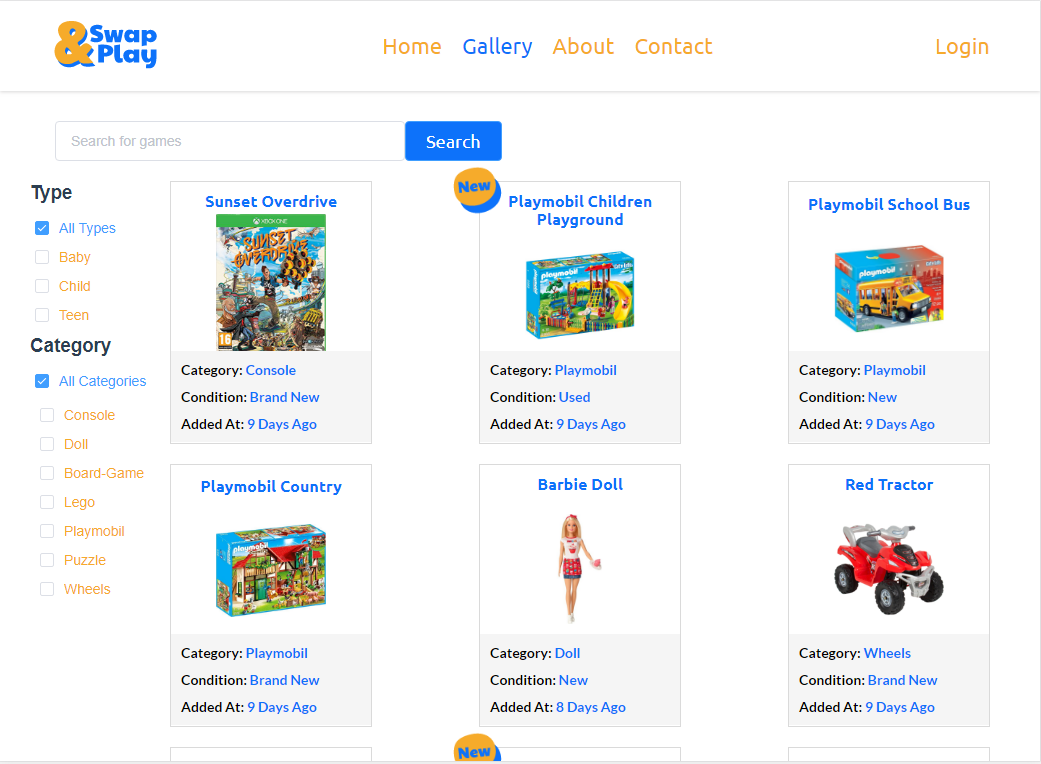 & Swap
Play
Home
Gallery
About
Contact
Login
Search for games
Search
Type
All Types
Baby
Child
Teen
Category
All Categories
Console
Doll
Board-Game
Lego
Playmobil
Puzzle
Wheels
Sunset Overdrive
XBOX ONE
SUNSET
OVERDRIVE
16
Category: Console
Condition: Brand New
Added At: 9 Days Ago
New
Playmobil Children
Playground
playmobil
Category: Playmobil
Condition: Used
Added At: 9 Days Ago
Playmobil School Bus
playmobil
Category: Playmobil
Condition: New
Added At: 9 Days Ago
Playmobil Country
playmobil
Category: Playmobil
Condition: Brand New
Added At: 9 Days Ago
Barbie Doll
Category: Doll
Condition: New
Added At: 8 Days Ago
Red Tractor
Category: Wheels
Condition: Brand New
Added At: 9 Days Ago
New